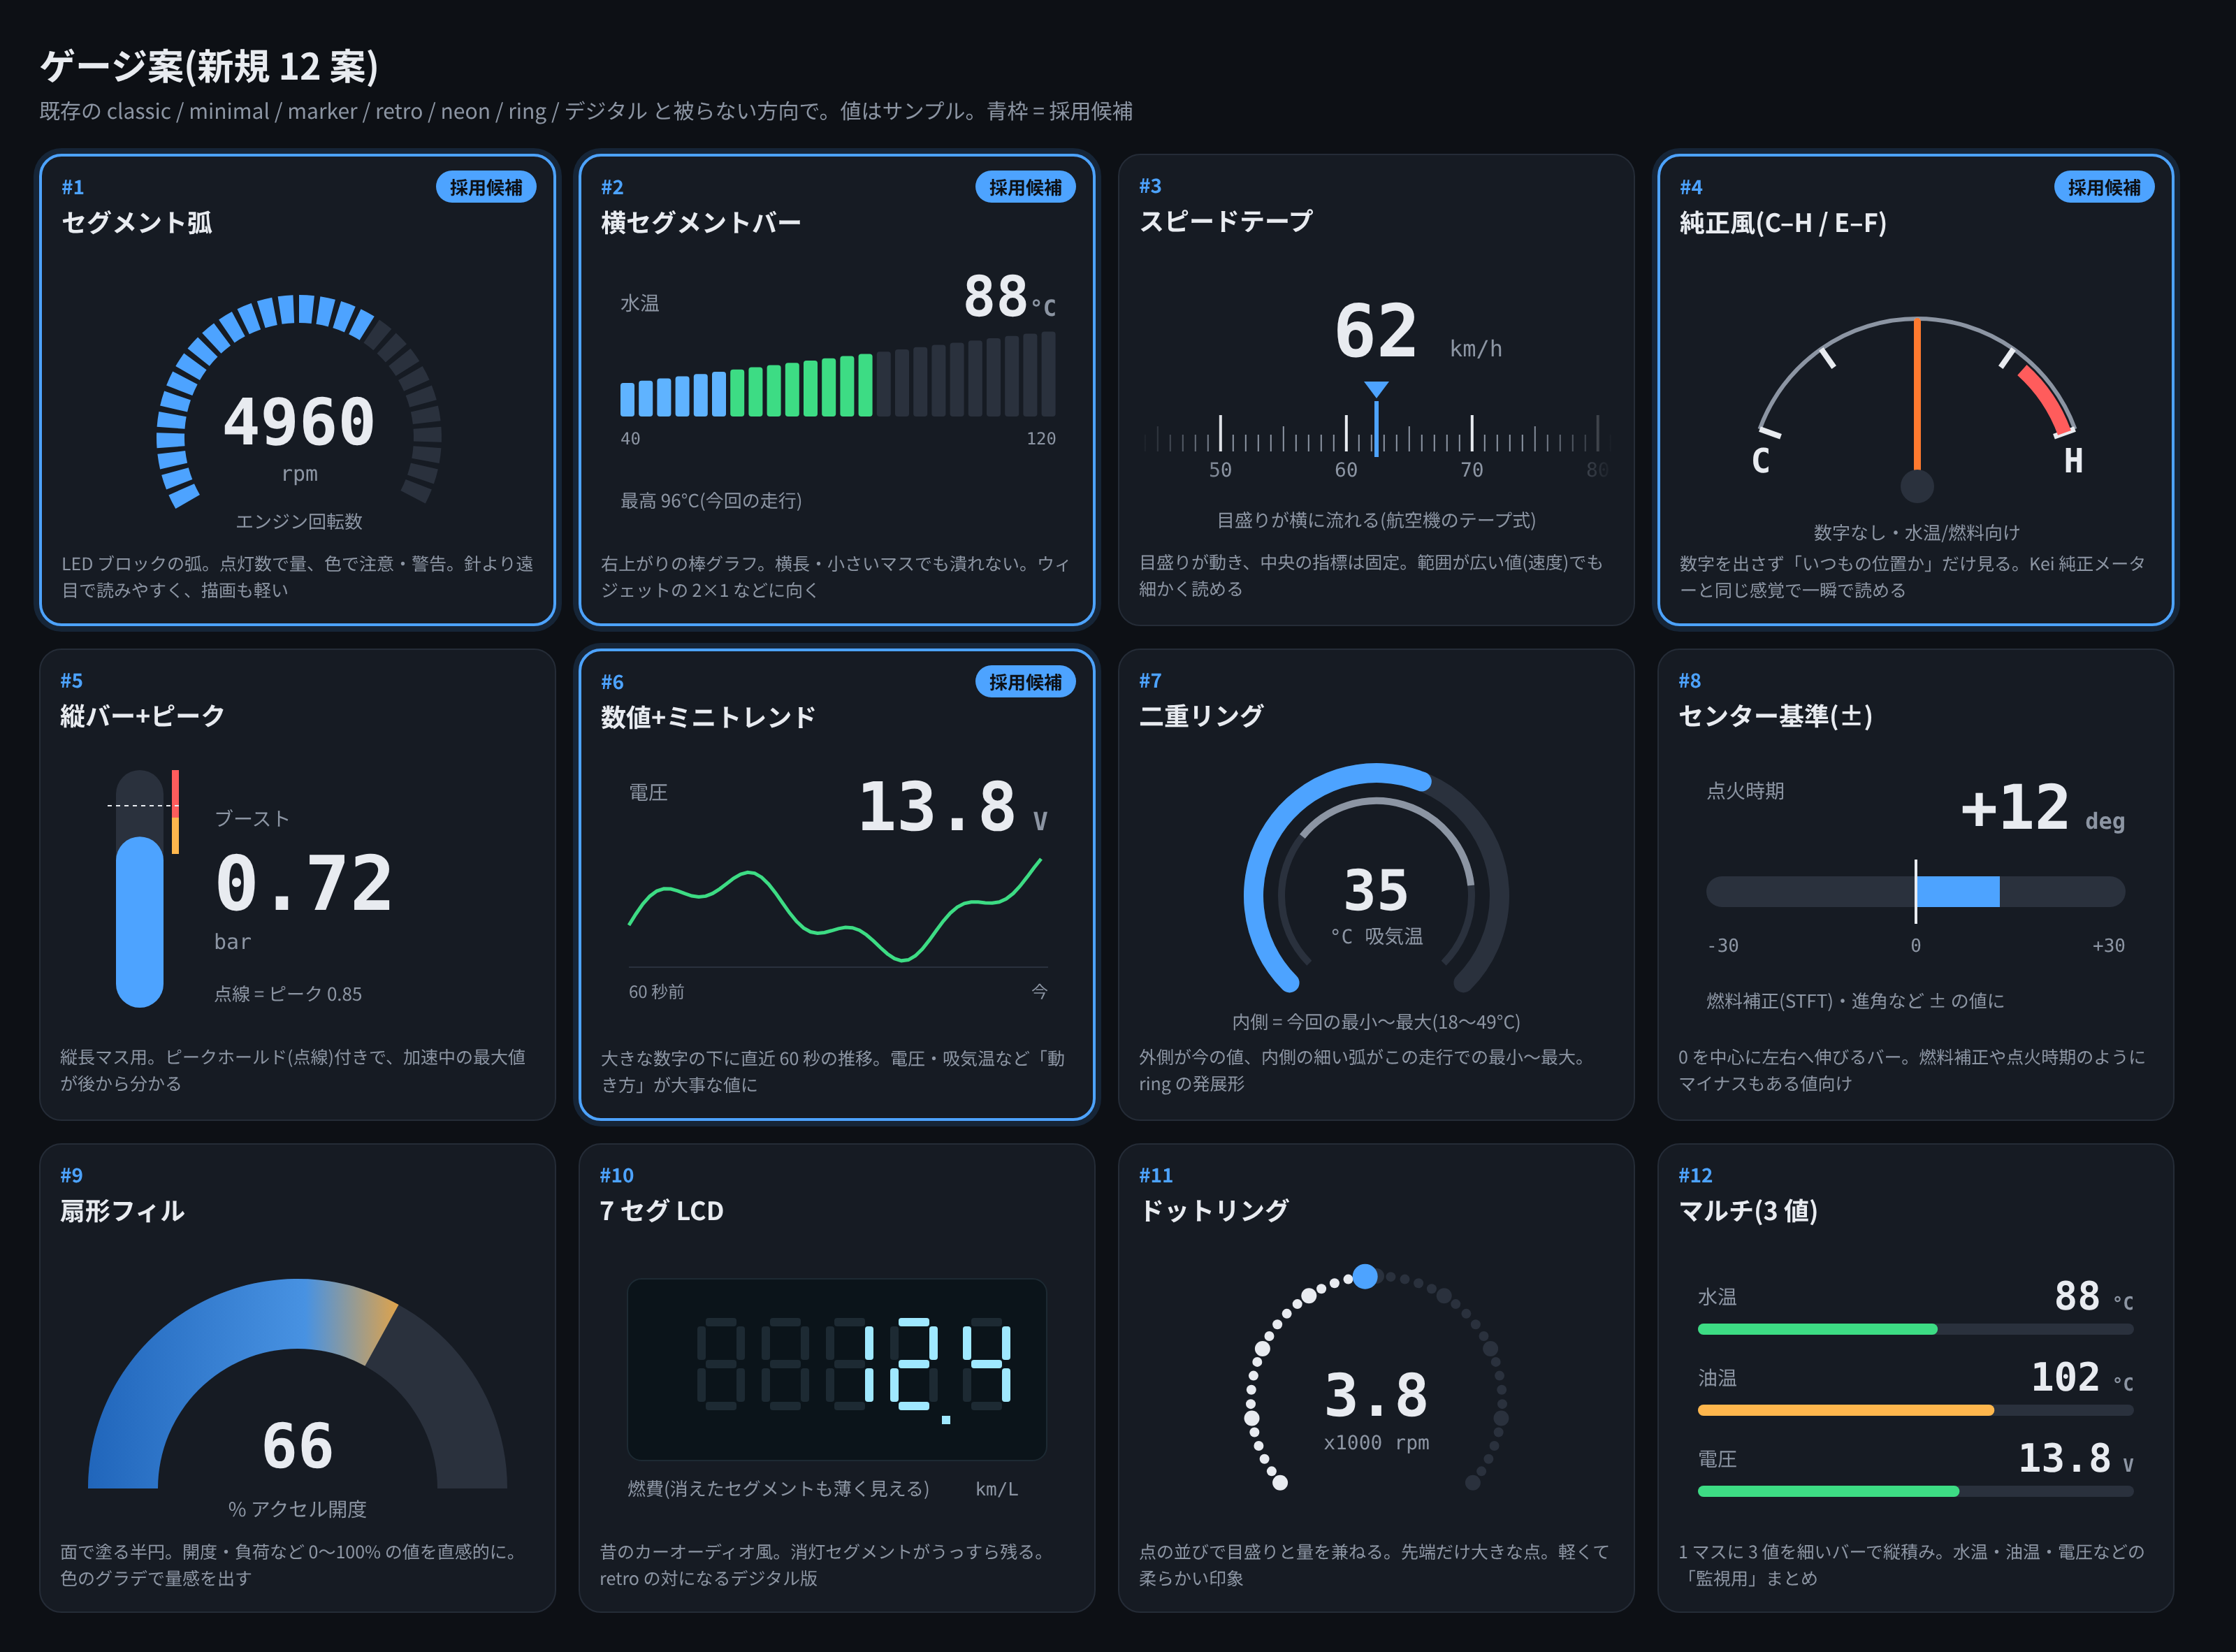 ゲージ案(新規 12 案)
既存の classic / minimal / marker / retro / neon / ring / デジタル と被らない方向で。値はサンプル。青枠 = 採用候補
#1
採用候補
セグメント弧
4960
rpm
エンジン回転数
LED ブロックの弧。点灯数で量、色で注意・警告。針より遠
目で読みやすく、描画も軽い
#2
採用候補
横セグメントバー
水温
88°C
40
120
最高 96°C(今回の走行)
右上がりの棒グラフ。横長・小さいマスでも潰れない。ウィ
ジェットの 2×1 などに向く
#3
スピードテープ
62 km/h
50
60
70
80
目盛りが横に流れる(航空機のテープ式)
目盛りが動き、中央の指標は固定。範囲が広い値(速度)でも
細かく読める
#4
採用候補
純正風(C–H / E–F)
C
H
数字なし・水温/燃料向け
数字を出さず「いつもの位置か」だけ見る。Kei 純正メータ
ーと同じ感覚で一瞬で読める
#5
縦バー+ピーク
ブースト
0.72
bar
点線 = ピーク 0.85
縦長マス用。ピークホールド(点線)付きで、加速中の最大値
が後から分かる
#6
採用候補
数値+ミニトレンド
電圧
13.8 V
60 秒前
今
大きな数字の下に直近 60 秒の推移。電圧・吸気温など「動
き方」が大事な値に
#7
二重リング
35
°C 吸気温
内側 = 今回の最小〜最大(18〜49°C)
外側が今の値、内側の細い弧がこの走行での最小〜最大。
ring の発展形
#8
センター基準(±)
点火時期
+12 deg
-30
0
+30
燃料補正(STFT)・進角など ± の値に
0 を中心に左右へ伸びるバー。燃料補正や点火時期のように
マイナスもある値向け
#9
扇形フィル
66
% アクセル開度
面で塗る半円。開度・負荷など 0〜100% の値を直感的に。
色のグラデで量感を出す
#10
7 セグ LCD
12.4
燃費(消えたセグメントも薄く見える)
km/L
昔のカーオーディオ風。消灯セグメントがうっすら残る。
retro の対になるデジタル版
#11
ドットリング
3.8
x1000 rpm
点の並びで目盛りと量を兼ねる。先端だけ大きな点。軽くて
柔らかい印象
#12
マルチ(3 値)
水温
88 °C
油温
102 °C
電圧
13.8 V
1 マスに 3 値を細いバーで縦積み。水温・油温・電圧などの
「監視用」まとめ